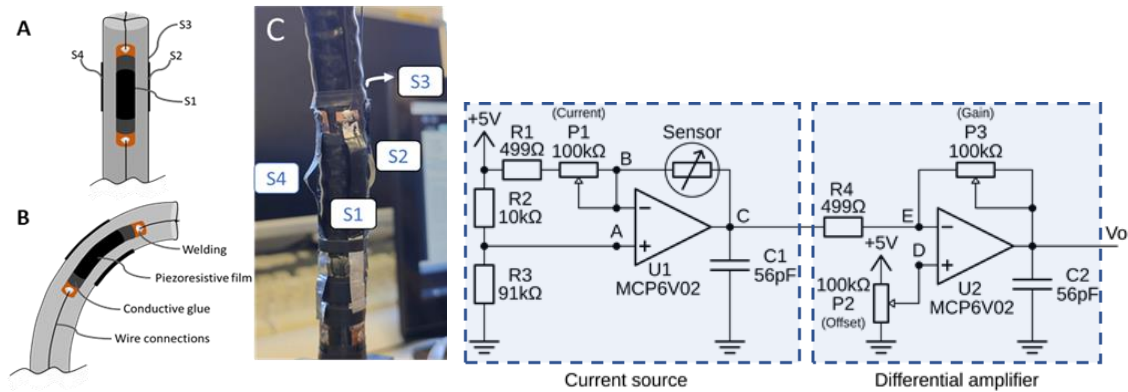 A
S4
S3
S2
S1
B
Welding
Piezoresistive film
Conductive glue
Wire connections
C
S3
S2
S4
S1
+5V
R1
499Ω
(Current)
P1
100kΩ
Sensor
B
R2
10kΩ
A
R3
91kΩ
U1
MCP6V02
C
C1
56pF
Current source
R4
499Ω
(Gain)
P3
100kΩ
E
+5V
D
100kΩ
P2
(Offset)
U2
MCP6V02
Vo
C2
56pF
Differential amplifier